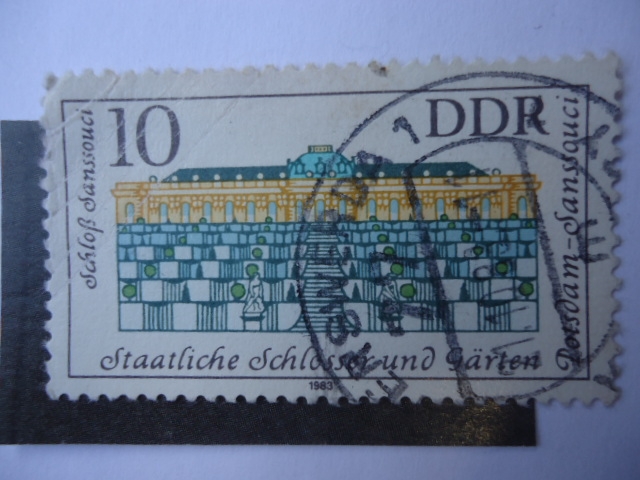 10
DDR
Schloß Sanssouci
Staatliche Schlösser und Gärten
Potsdam-Sanssouci
1983